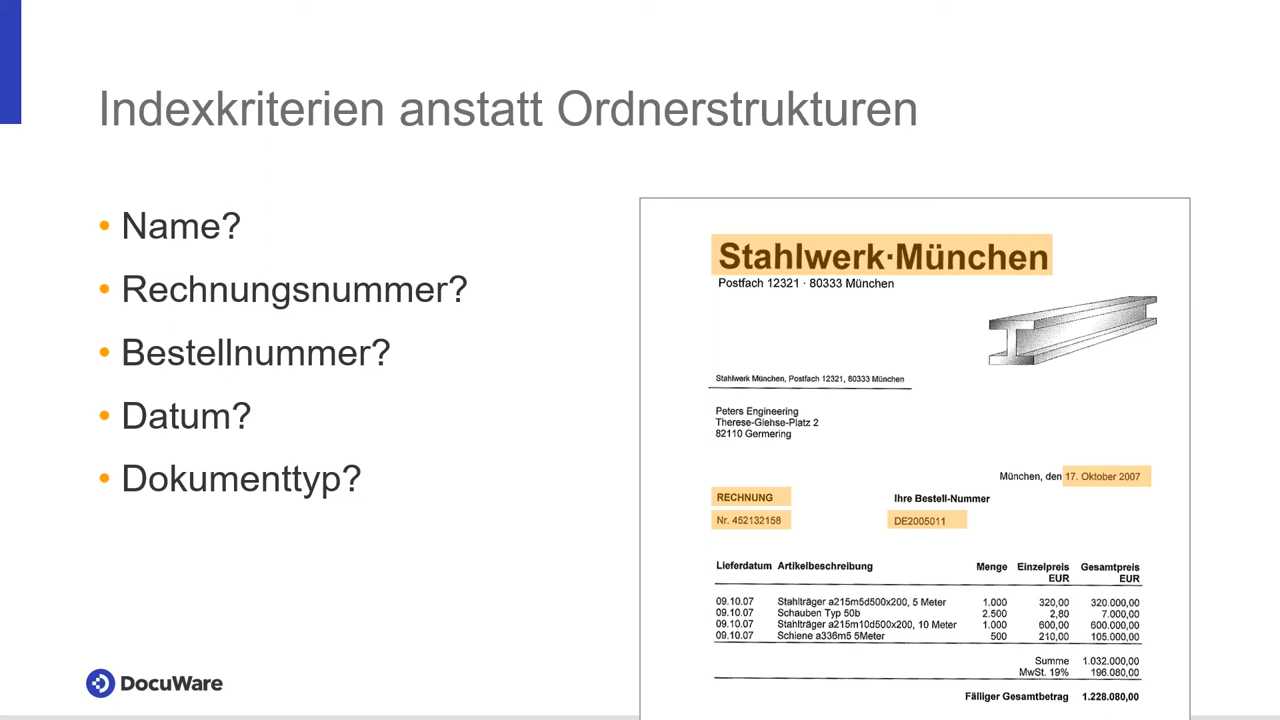 Indexkriterien anstatt Ordnerstrukturen
• Name?
• Rechnungsnummer?
• Bestellnummer?
• Datum?
• Dokumenttyp?
Stahlwerk·München
Postfach 12321 · 80333 München
Stahlwerk München, Postfach 12321, 80333 München
Peters Engineering
Therese-Giehse-Platz 2
82110 Germering
München, den 17. Oktober 2007
RECHNUNG Ihre Bestell-Nummer
Nr. 452132158 DE2005011
Lieferdatum Artikelbeschreibung Menge Einzelpreis Gesamtpreis
EUR EUR
09.10.07 Stahlträger a215m5d500x200, 5 Meter 1.000 320,00 320.000,00
09.10.07 Schauben Typ 50b 2.500 2,80 7.000,00
09.10.07 Stahlträger a215m10d500x200, 10 Meter 1.000 600,00 600.000,00
09.10.07 Schiene a336m5 5Meter 500 210,00 105.000,00
Summe 1.032.000,00
MwSt. 19% 196.080,00
Fälliger Gesamtbetrag 1.228.080,00
DocuWare